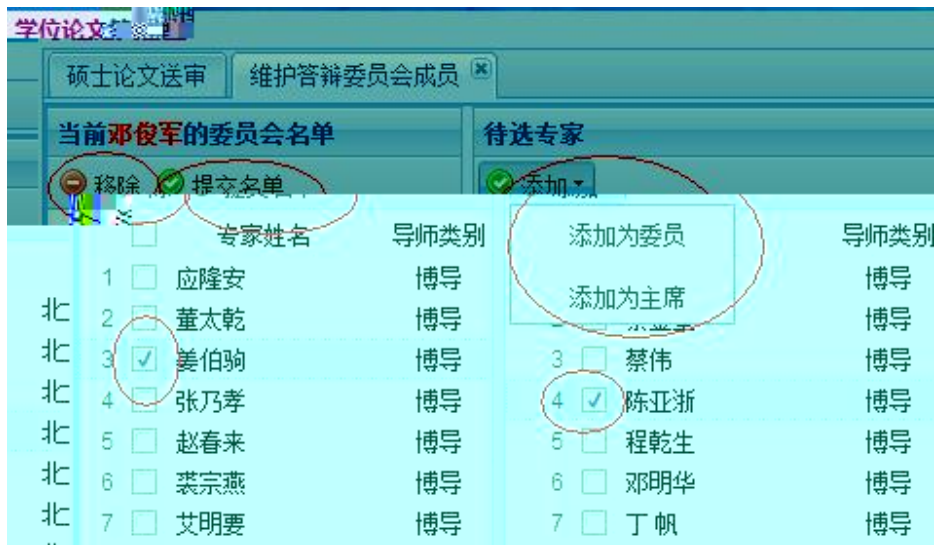 学位论文
硕士论文送审 维护答辩委员会成员
当前邓俊军的委员会名单 待选专家
移除 提交名单 添加
专家姓名 导师类别 添加为委员 导师类别
1 应隆安 博导 博导
北 2 董太乾 博导 添加为主席 博导
北 3 姜伯驹 博导 3 蔡伟 博导
北 4 张乃孝 博导 4 陈亚浙 博导
北 5 赵春来 博导 5 程乾生 博导
北 6 裘宗燕 博导 6 邓明华 博导
北 7 艾明要 博导 7 丁帆 博导